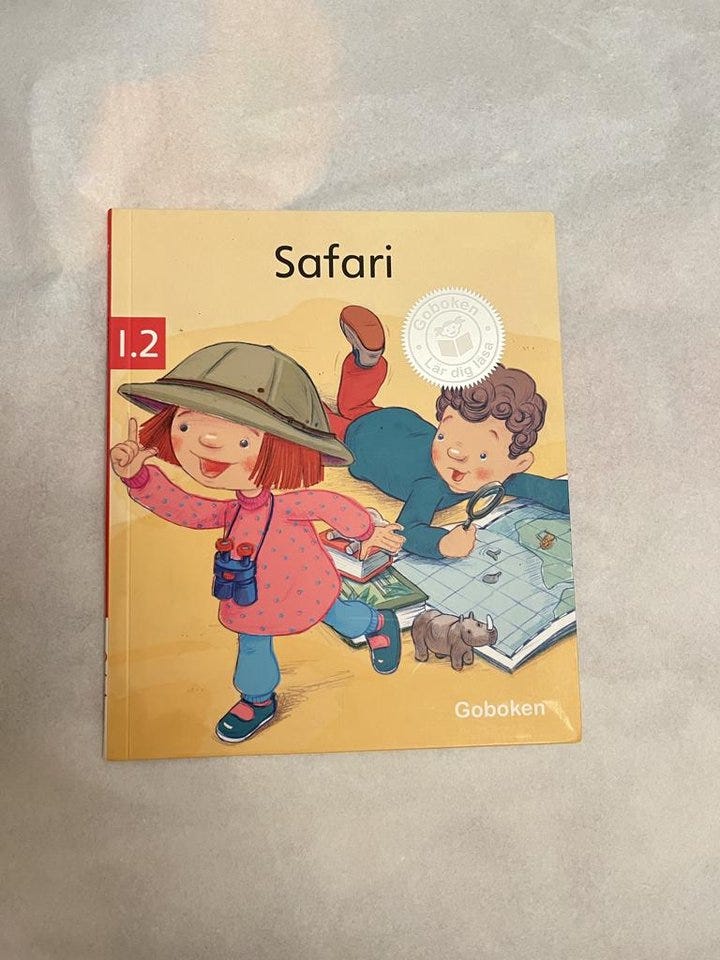 Safari
Goboken
Lär dig läsa
1.2
Goboken